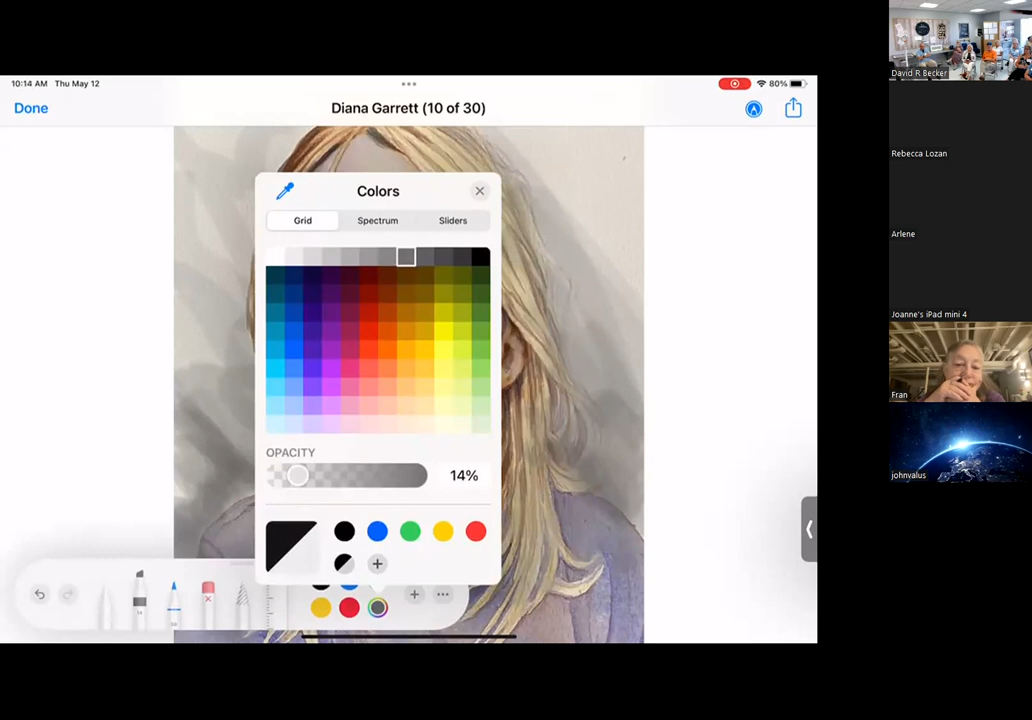 10:14 AM Thu May 12
80%
Done
Diana Garrett (10 of 30)
Colors
Grid
Spectrum
Sliders
OPACITY
14%
David R Becker
Rebecca Lozan
Arlene
Joanne's iPad mini 4
Fran
johnvalus